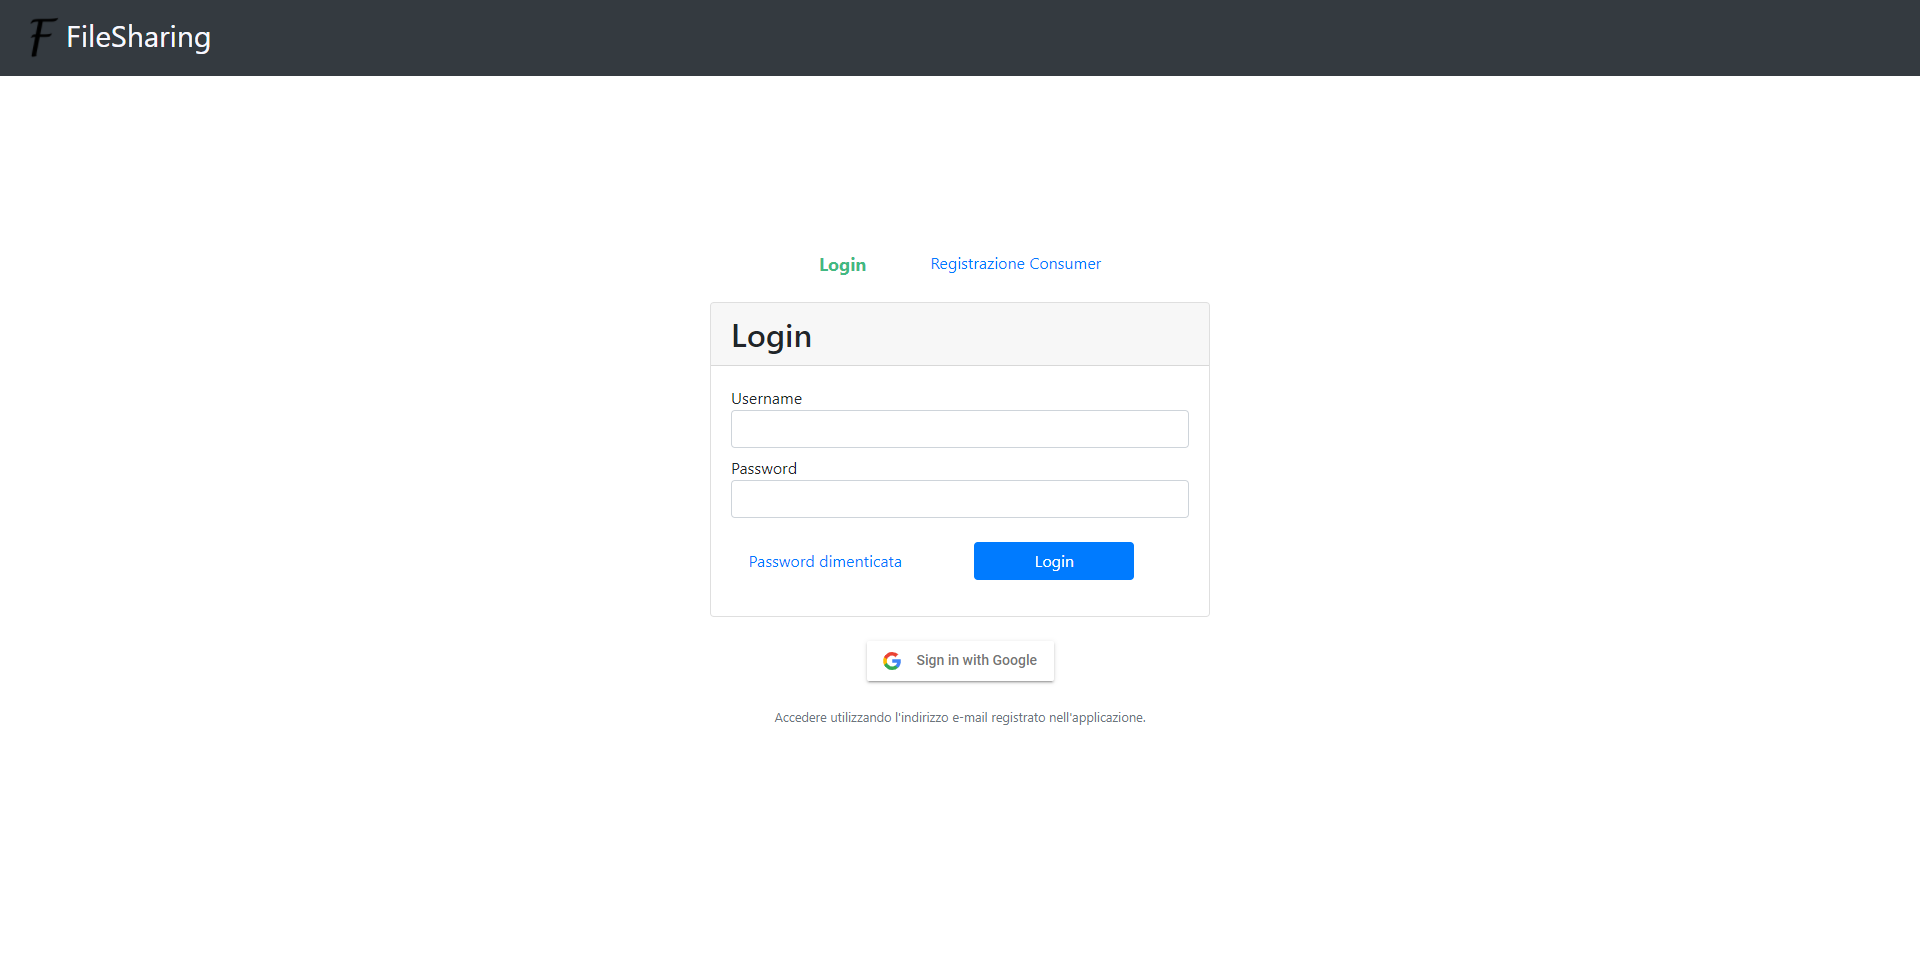 F FileSharing
Login
Registrazione Consumer
Login
Username
Password
Password dimenticata
Login
Sign in with Google
Accedere utilizzando l'indirizzo e-mail registrato nell'applicazione.